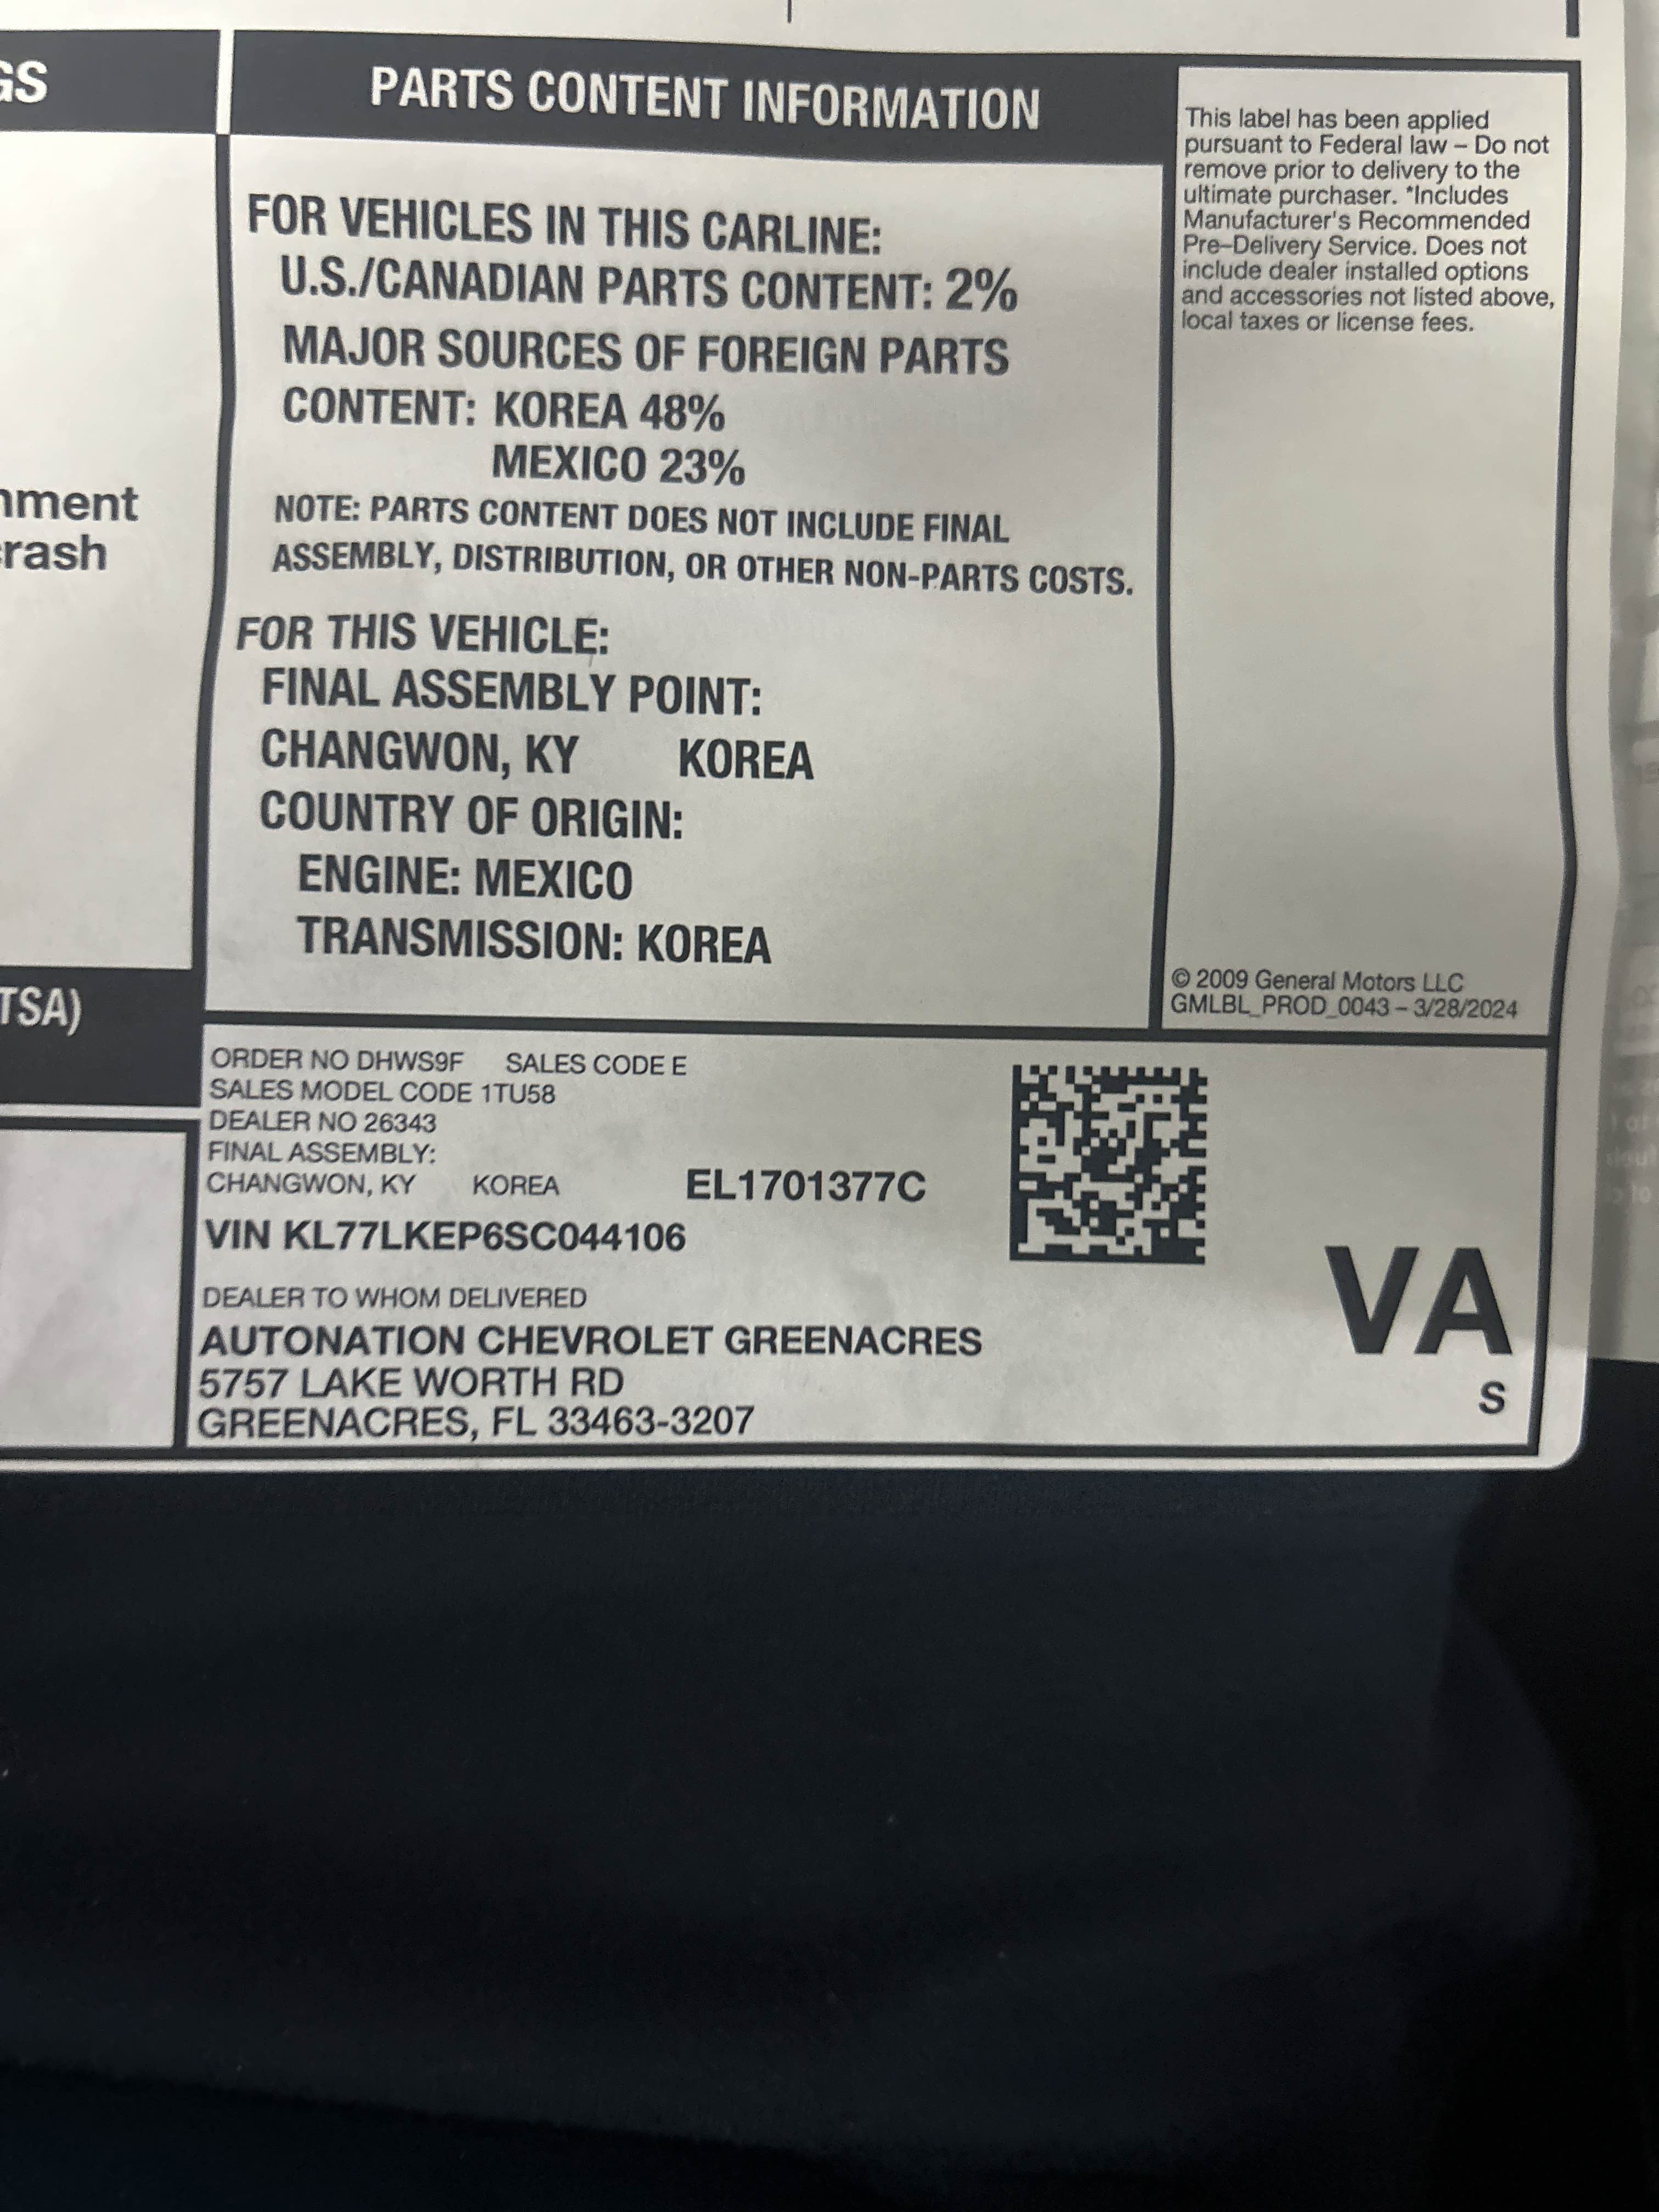 GS
PARTS CONTENT INFORMATION
FOR VEHICLES IN THIS CARLINE:
U.S./CANADIAN PARTS CONTENT: 2%
MAJOR SOURCES OF FOREIGN PARTS
CONTENT: KOREA 48%
MEXICO 23%
NOTE: PARTS CONTENT DOES NOT INCLUDE FINAL
ASSEMBLY, DISTRIBUTION, OR OTHER NON-PARTS COSTS.
FOR THIS VEHICLE:
FINAL ASSEMBLY POINT:
CHANGWON, KY KOREA
COUNTRY OF ORIGIN:
ENGINE: MEXICO
TRANSMISSION: KOREA
This label has been applied
pursuant to Federal law – Do not
remove prior to delivery to the
ultimate purchaser. *Includes
Manufacturer's Recommended
Pre–Delivery Service. Does not
include dealer installed options
and accessories not listed above,
local taxes or license fees.
© 2009 General Motors LLC
GMLBL_PROD_0043 – 3/28/2024
nment
rash
TSA)
ORDER NO DHWS9F SALES CODE E
SALES MODEL CODE 1TU58
DEALER NO 26343
FINAL ASSEMBLY:
CHANGWON, KY KOREA EL1701377C
VIN KL77LKEP6SC044106
DEALER TO WHOM DELIVERED
AUTONATION CHEVROLET GREENACRES
5757 LAKE WORTH RD
GREENACRES, FL 33463-3207
VA
S